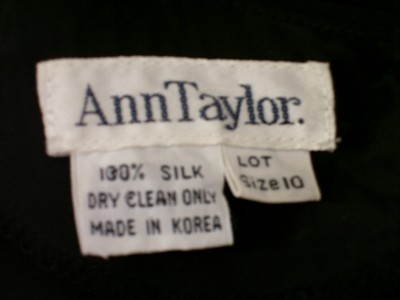 AnnTaylor.
100% SILK
DRY CLEAN ONLY
MADE IN KOREA
LOT
Size 10